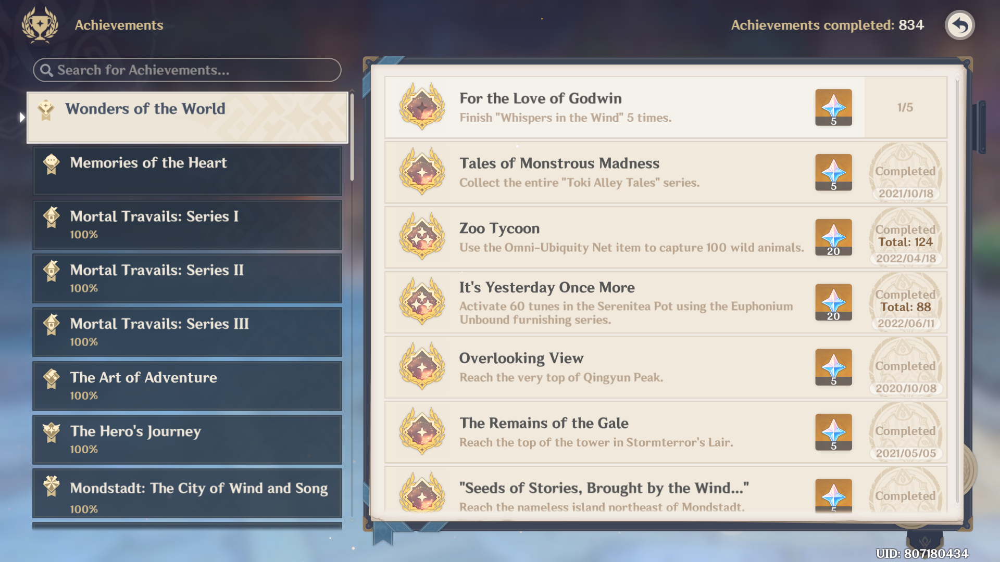 Achievements
Achievements completed: 834
Search for Achievements...
Wonders of the World
Memories of the Heart
Mortal Travails: Series I
100%
Mortal Travails: Series II
100%
Mortal Travails: Series III
100%
The Art of Adventure
100%
The Hero's Journey
100%
Mondstadt: The City of Wind and Song
100%
For the Love of Godwin
Finish "Whispers in the Wind" 5 times.
5
1/5
Tales of Monstrous Madness
Collect the entire "Toki Alley Tales" series.
5
Completed
2021/10/18
Zoo Tycoon
Use the Omni-Ubiquity Net item to capture 100 wild animals.
20
Completed
Total: 124
2022/04/18
It's Yesterday Once More
Activate 60 tunes in the Serenitea Pot using the Euphonium
Unbound furnishing series.
20
Completed
Total: 88
2022/06/11
Overlooking View
Reach the very top of Qingyun Peak.
5
Completed
2020/10/08
The Remains of the Gale
Reach the top of the tower in Stormterror's Lair.
5
Completed
2021/05/05
"Seeds of Stories, Brought by the Wind..."
Reach the nameless island northeast of Mondstadt.
5
Completed
UID: 807180434